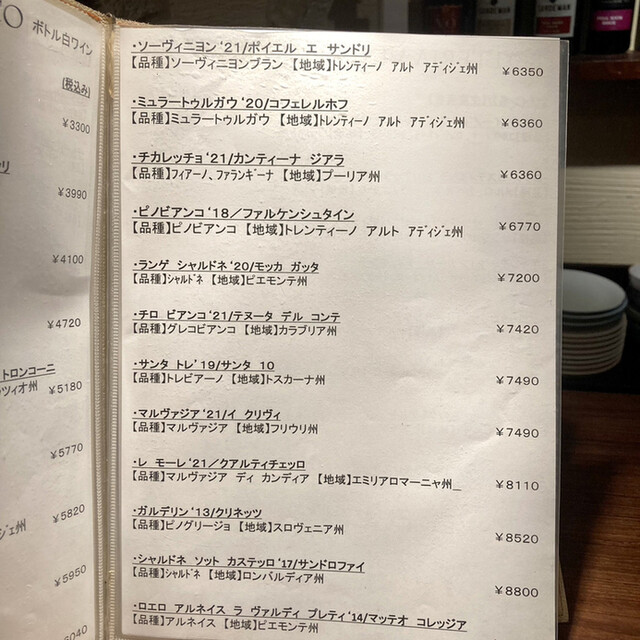 ボトル白ワイン
(税込み)
¥3300
¥3990
¥4100
¥4720
トロンコーニ
ツィオ州 ¥5180
¥5770
¥5820
ジェ州
¥5950
6040
・ソーヴィニヨン‘21/ポイエル エ サンドリ
【品種】ソーヴィニヨンブラン 【地域】トレンティーノ アルト アディジェ州 ¥6350
・ミュラートゥルガウ‘20/コフェレルホフ
【品種】ミュラートゥルガウ 【地域】トレンティーノ アルト アディジェ州 ¥6360
・チカレッチョ‘21/カンティーナ ジアラ
【品種】フィアーノ、ファランギーナ 【地域】プーリア州 ¥6360
・ピノビアンコ‘18／ファルケンシュタイン
【品種】ピノビアンコ 【地域】トレンティーノ アルト アディジェ州 ¥6770
・ランゲ シャルドネ‘20/モッカ ガッタ
【品種】シャルドネ 【地域】ピエモンテ州 ¥7200
・チロ ビアンコ‘21/テヌータ デル コンテ
【品種】グレコビアンコ 【地域】カラブリア州 ¥7420
・サンタ トレ’19/サンタ 10
【品種】トレビアーノ 【地域】トスカーナ州 ¥7490
・マルヴァジア‘21/イ クリヴィ
【品種】マルヴァジア 【地域】フリウリ州 ¥7490
・レ モーレ‘21／クアルティチェッロ
【品種】マルヴァジア ディ カンディア 【地域】エミリアロマーニャ州_ ¥8110
・ガルデリン‘13/クリネッツ
【品種】ピノグリージョ 【地域】スロヴェニア州 ¥8520
・シャルドネ ソット カステッロ‘17/サンドロファイ
【品種】シャルドネ 【地域】ロンバルディア州 ¥8800
・ロエロ アルネイス ラ ヴァルディ プレティ‘14/マッテオ コレッジア
【品種】アルネイス 【地域】ピエモンテ州